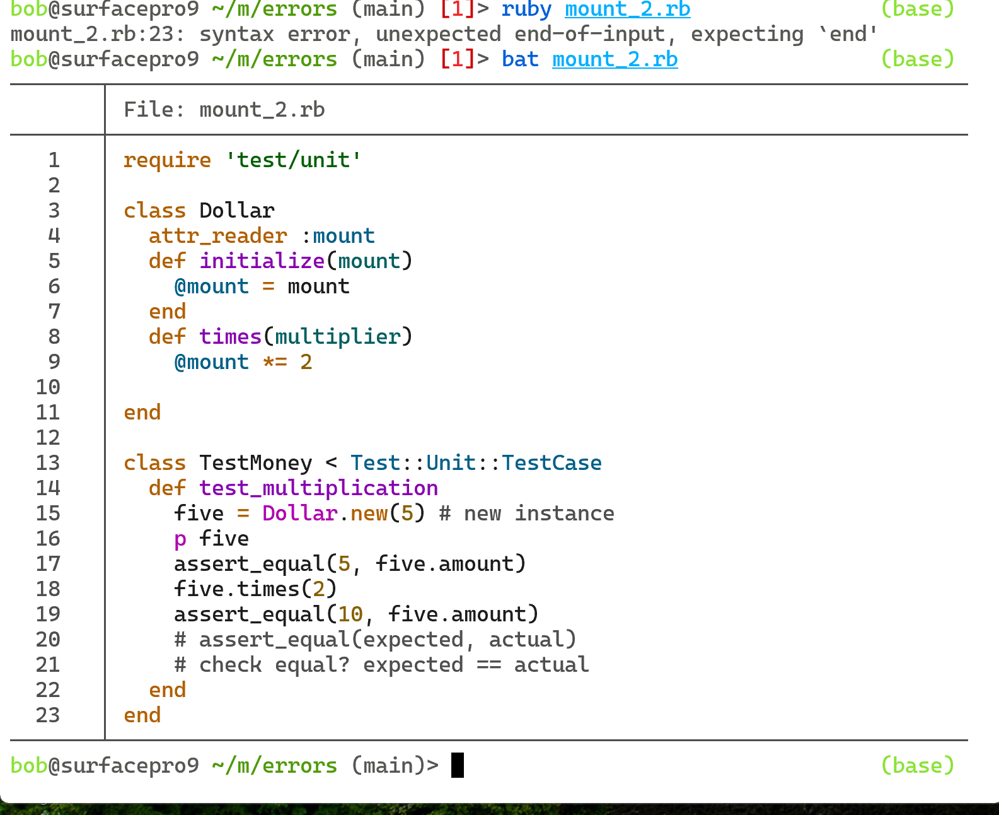 bob@surfacepro9 ~/m/errors (main) [1]> ruby mount_2.rb (base)
mount_2.rb:23: syntax error, unexpected end-of-input, expecting `end'
bob@surfacepro9 ~/m/errors (main) [1]> bat mount_2.rb (base)
File: mount_2.rb
1 require 'test/unit'
2
3 class Dollar
4   attr_reader :mount
5   def initialize(mount)
6     @mount = mount
7   end
8   def times(multiplier)
9     @mount *= 2
10
11 end
12
13 class TestMoney < Test::Unit::TestCase
14   def test_multiplication
15     five = Dollar.new(5) # new instance
16     p five
17     assert_equal(5, five.amount)
18     five.times(2)
19     assert_equal(10, five.amount)
20     # assert_equal(expected, actual)
21     # check equal? expected == actual
22   end
23 end
bob@surfacepro9 ~/m/errors (main)> (base)